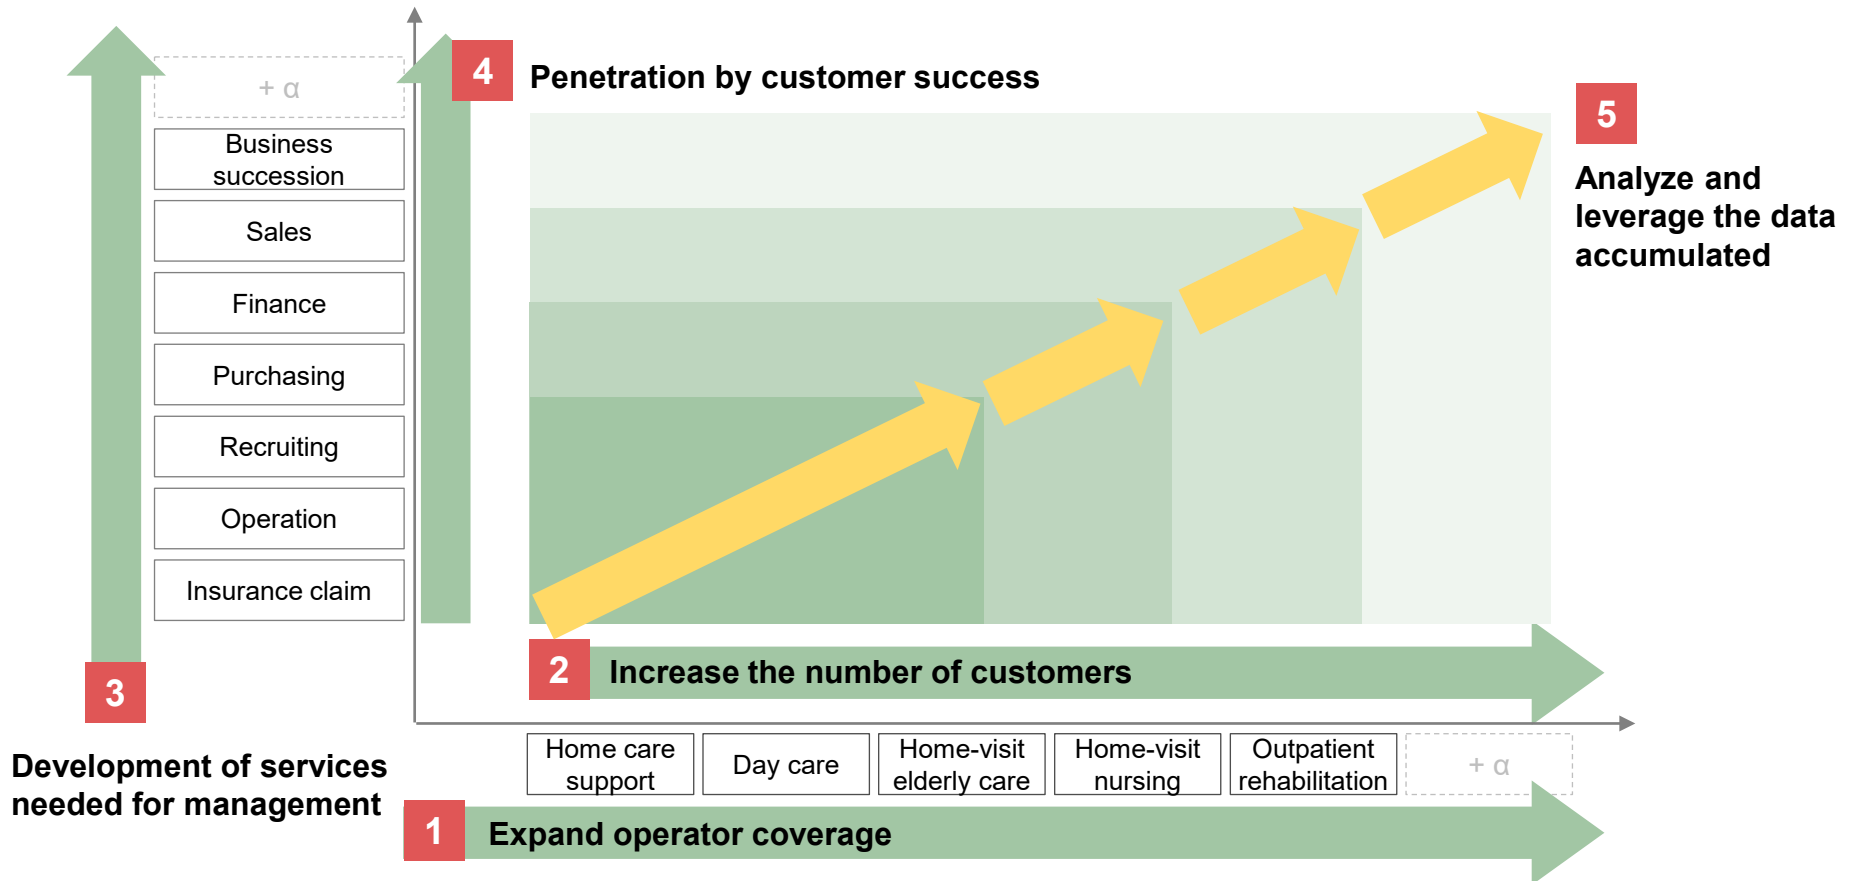 4
Penetration by customer success
5
Analyze and
leverage the data
accumulated
+ α
Business
succession
Sales
Finance
Purchasing
Recruiting
Operation
Insurance claim
3
Development of services
needed for management
2
Increase the number of customers
Home care
support
Day care
Home-visit
elderly care
Home-visit
nursing
Outpatient
rehabilitation
+ α
1
Expand operator coverage